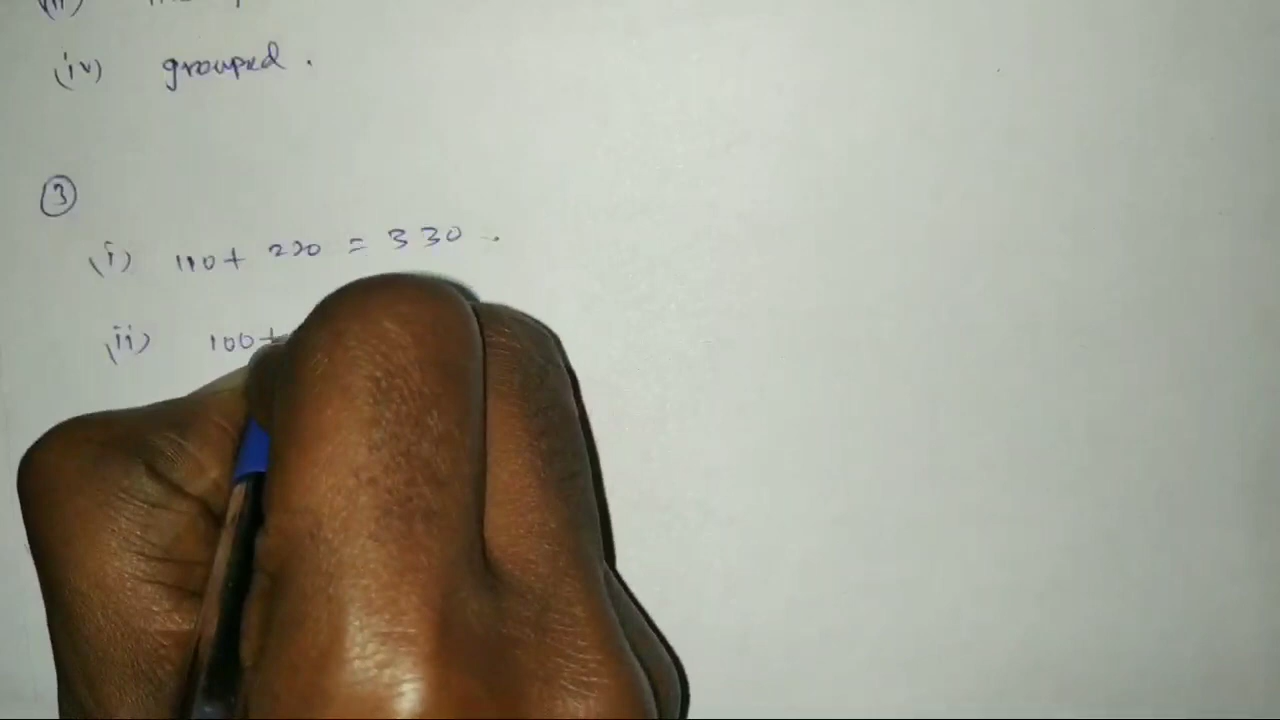 (iv) grouped.
③
(i) 110 + 220 = 330.
(ii) 100 +